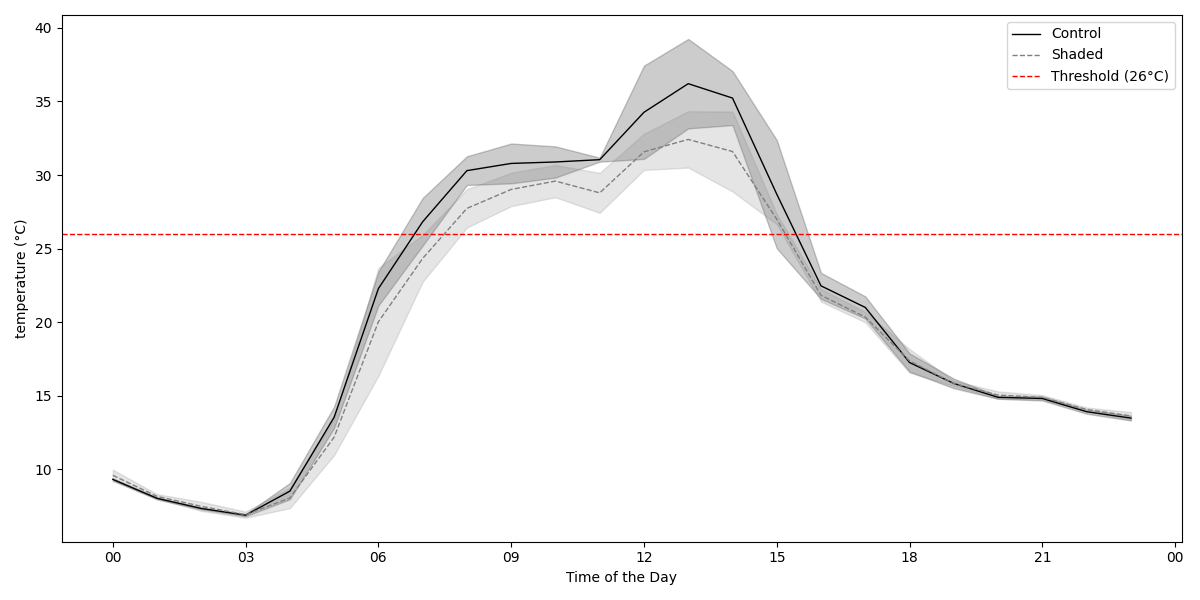 40
35
30
25
20
15
10
temperature (°C)
Control
Shaded
Threshold (26°C)
00 03 06 09 12 15 18 21 00
Time of the Day